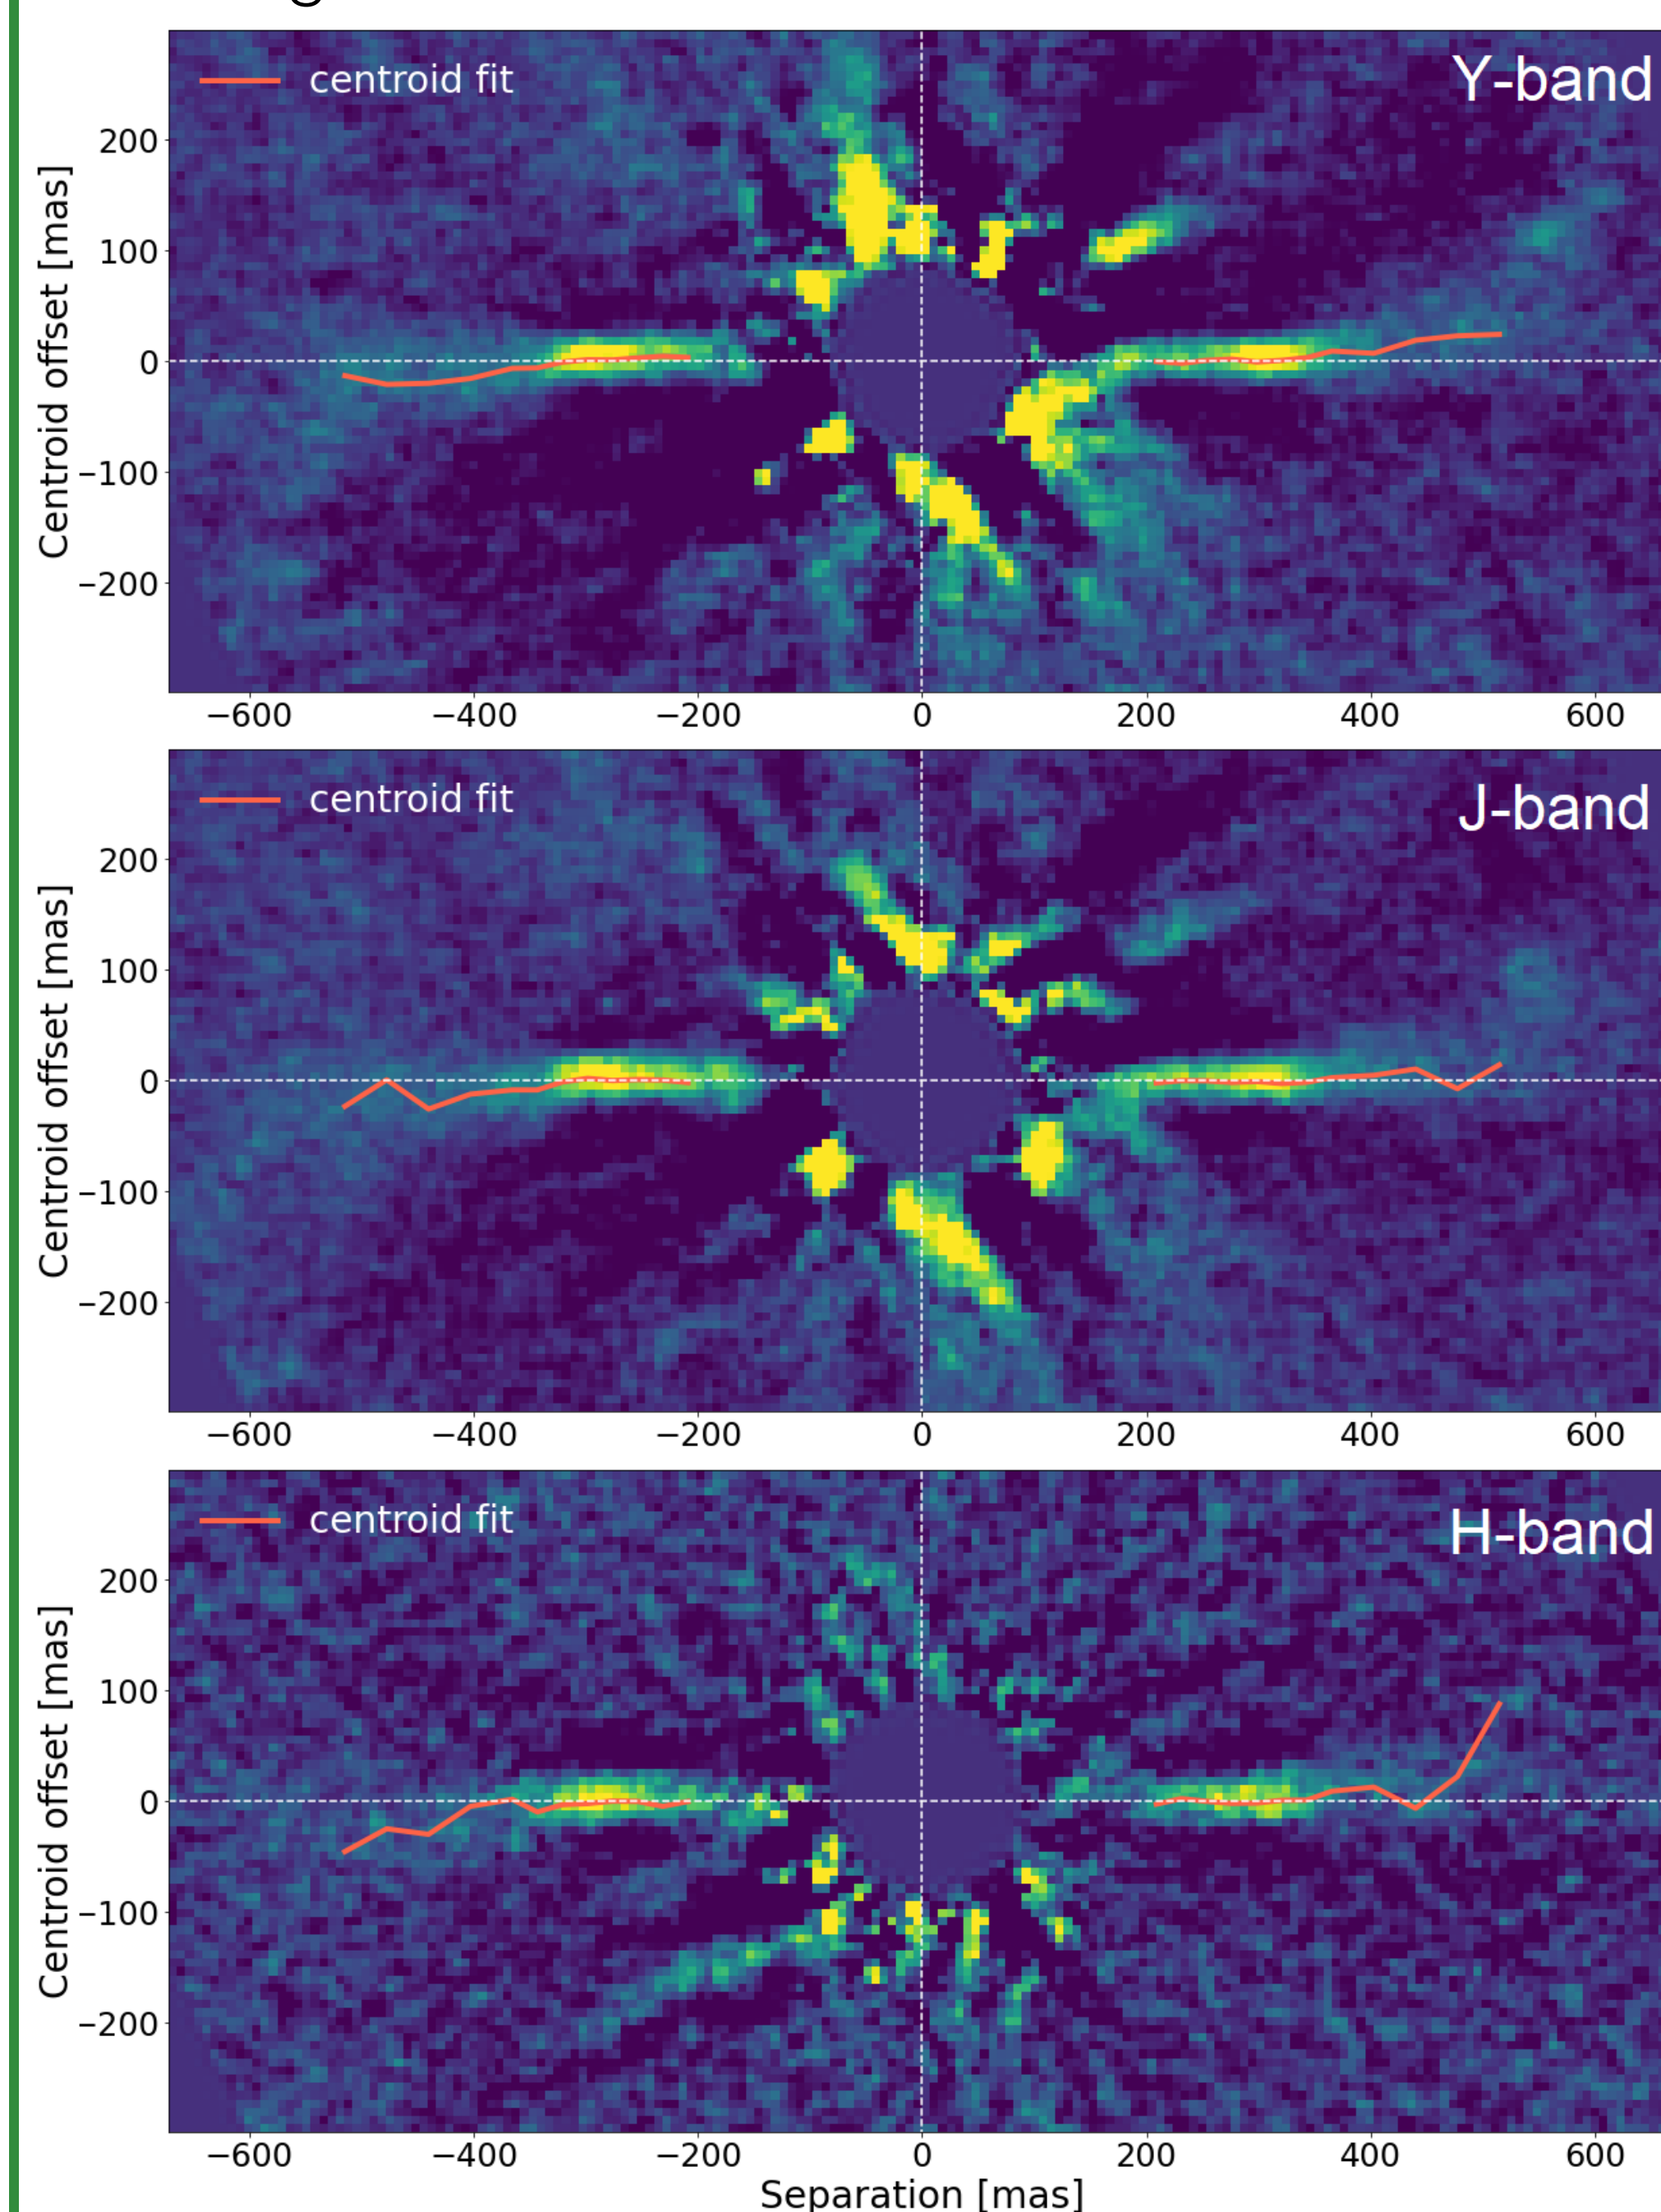 g
centroid fit
Y-band
Centroid offset [mas]
200
100
0
−100
−200
−600 −400 −200 0 200 400 600
centroid fit
J-band
Centroid offset [mas]
200
100
0
−100
−200
−600 −400 −200 0 200 400 600
centroid fit
H-band
Centroid offset [mas]
200
100
0
−100
−200
−600 −400 −200 0 200 400 600
Separation [mas]